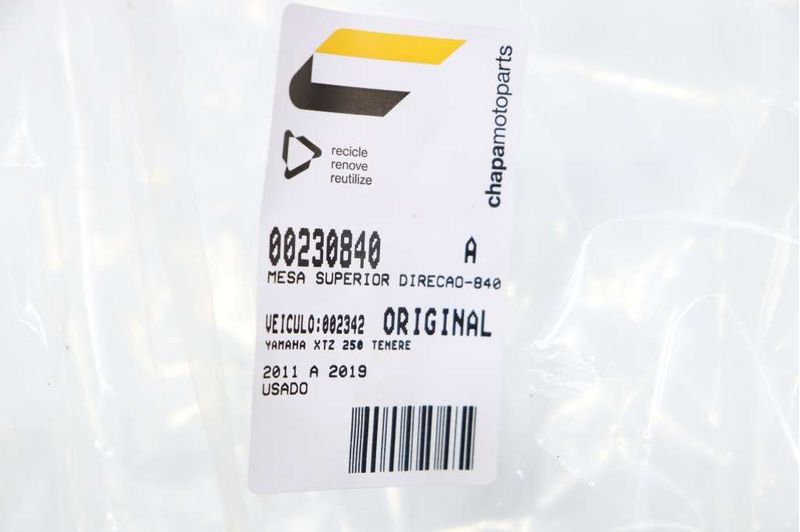 chapamotoparts
recicle
renove
reutilize
00230840 A
MESA SUPERIOR DIRECAO-840
VEICULO:002342 ORIGINAL
YAMAHA XTZ 250 TENERE
2011 A 2019
USADO